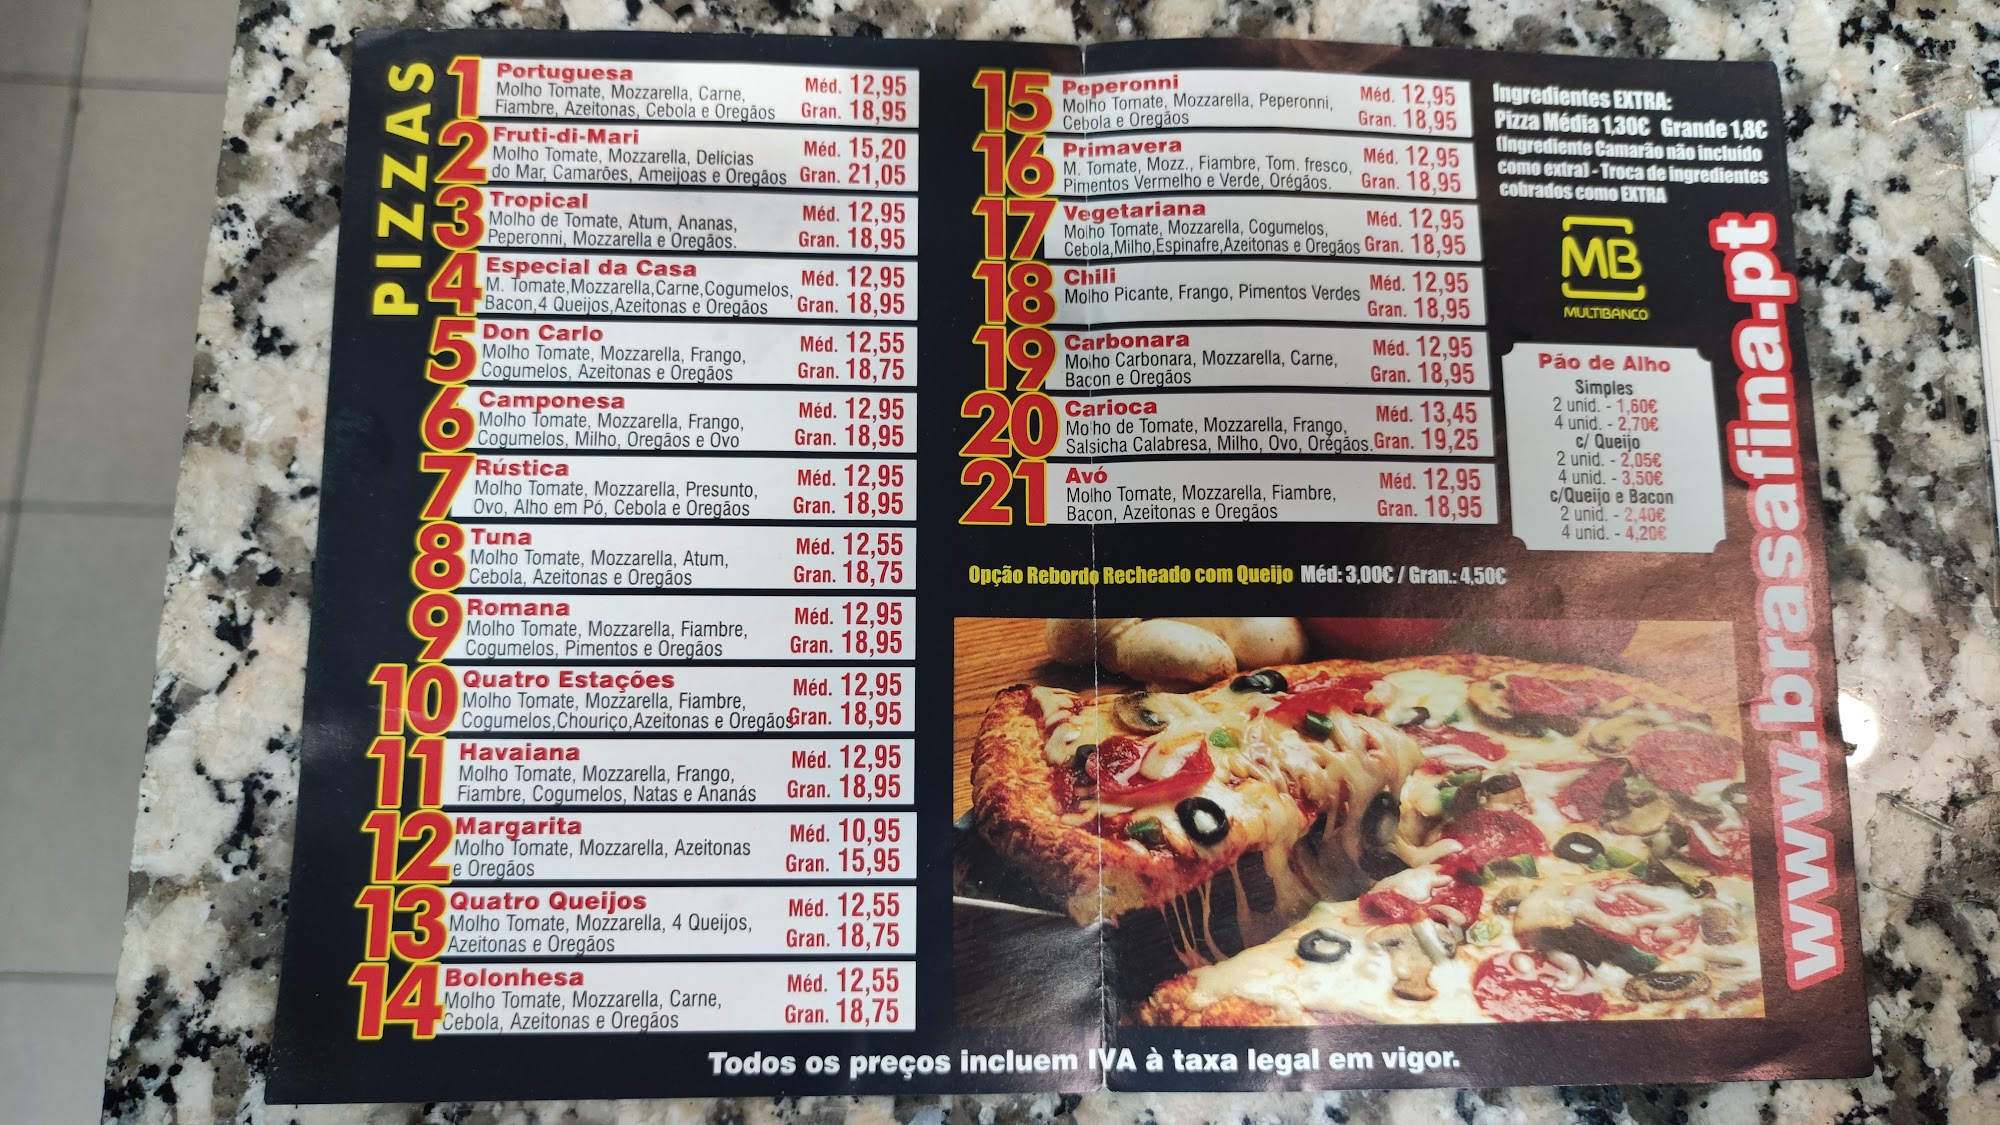 PIZZAS
1 Portuguesa
Molho Tomate, Mozzarella, Carne,
Fiambre, Azeitonas, Cebola e Oregãos
Méd. 12,95
Gran. 18,95
2 Fruti-di-Mari
Molho Tomate, Mozzarella, Delícias
do Mar, Camarões, Ameijoas e Oregãos
Méd. 15,20
Gran. 21,05
3 Tropical
Molho de Tomate, Atum, Ananas,
Peperonni, Mozzarella e Oregãos.
Méd. 12,95
Gran. 18,95
4 Especial da Casa
M. Tomate,Mozzarella,Carne,Cogumelos,
Bacon,4 Queijos,Azeitonas e Oregãos
Méd. 12,95
Gran. 18,95
5 Don Carlo
Molho Tomate, Mozzarella, Frango,
Cogumelos, Azeitonas e Oregãos
Méd. 12,55
Gran. 18,75
6 Camponesa
Molho Tomate, Mozzarella, Frango,
Cogumelos, Milho, Oregãos e Ovo
Méd. 12,95
Gran. 18,95
7 Rústica
Molho Tomate, Mozzarella, Presunto,
Ovo, Alho em Pó, Cebola e Oregãos
Méd. 12,95
Gran. 18,95
8 Tuna
Molho Tomate, Mozzarella, Atum,
Cebola, Azeitonas e Oregãos
Méd. 12,55
Gran. 18,75
9 Romana
Molho Tomate, Mozzarella, Fiambre,
Cogumelos, Pimentos e Oregãos
Méd. 12,95
Gran. 18,95
10 Quatro Estações
Molho Tomate, Mozzarella, Fiambre,
Cogumelos,Chouriço,Azeitonas e Oregãos
Méd. 12,95
Gran. 18,95
11 Havaiana
Molho Tomate, Mozzarella, Frango,
Fiambre, Cogumelos, Natas e Ananás
Méd. 12,95
Gran. 18,95
12 Margarita
Molho Tomate, Mozzarella, Azeitonas
e Oregãos
Méd. 10,95
Gran. 15,95
13 Quatro Queijos
Molho Tomate, Mozzarella, 4 Queijos,
Azeitonas e Oregãos
Méd. 12,55
Gran. 18,75
14 Bolonhesa
Molho Tomate, Mozzarella, Carne,
Cebola, Azeitonas e Oregãos
Méd. 12,55
Gran. 18,75
15 Peperonni
Molho Tomate, Mozzarella, Peperonni,
Cebola e Oregãos
Méd. 12,95
Gran. 18,95
16 Primavera
M. Tomate, Mozz., Fiambre, Tom. fresco,
Pimentos Vermelho e Verde, Orégãos.
Méd. 12,95
Gran. 18,95
17 Vegetariana
Molho Tomate, Mozzarella, Cogumelos,
Cebola,Milho,Espinafre,Azeitonas e Oregãos
Méd. 12,95
Gran. 18,95
18 Chili
Molho Picante, Frango, Pimentos Verdes
Méd. 12,95
Gran. 18,95
19 Carbonara
Molho Carbonara, Mozzarella, Carne,
Bacon e Oregãos
Méd. 12,95
Gran. 18,95
20 Carioca
Molho de Tomate, Mozzarella, Frango,
Salsicha Calabresa, Milho, Ovo, Orégãos.
Méd. 13,45
Gran. 19,25
21 Avó
Molho Tomate, Mozzarella, Fiambre,
Bacon, Azeitonas e Oregãos
Méd. 12,95
Gran. 18,95
Opção Rebordo Recheado com Queijo Méd: 3,00€ / Gran.: 4,50€
Ingredientes EXTRA:
Pizza Média 1,30€ Grande 1,8€
(Ingrediente Camarão não incluído
como extra) - Troca de ingredientes
cobrados como EXTRA
MB
MULTIBANCO
Pão de Alho
Simples
2 unid. - 1,60€
4 unid. - 2,70€
c/ Queijo
2 unid. - 2,05€
4 unid. - 3,50€
c/Queijo e Bacon
2 unid. - 2,40€
4 unid. - 4,20€
www.brasafina.pt
Todos os preços incluem IVA à taxa legal em vigor.